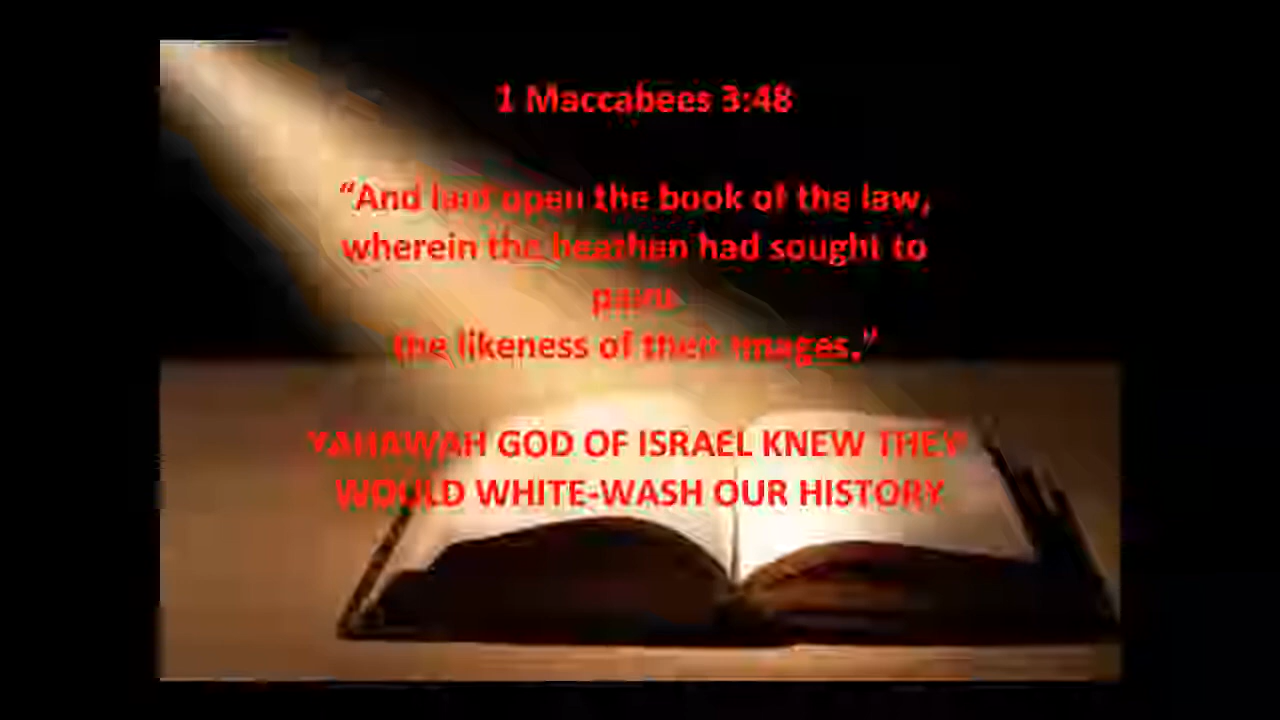 1 Maccabees 3:48
“And laid open the book of the law,
wherein the heathen had sought to
paint
the likeness of their images.”
YAHAWAH GOD OF ISRAEL KNEW THEY
WOULD WHITE-WASH OUR HISTORY